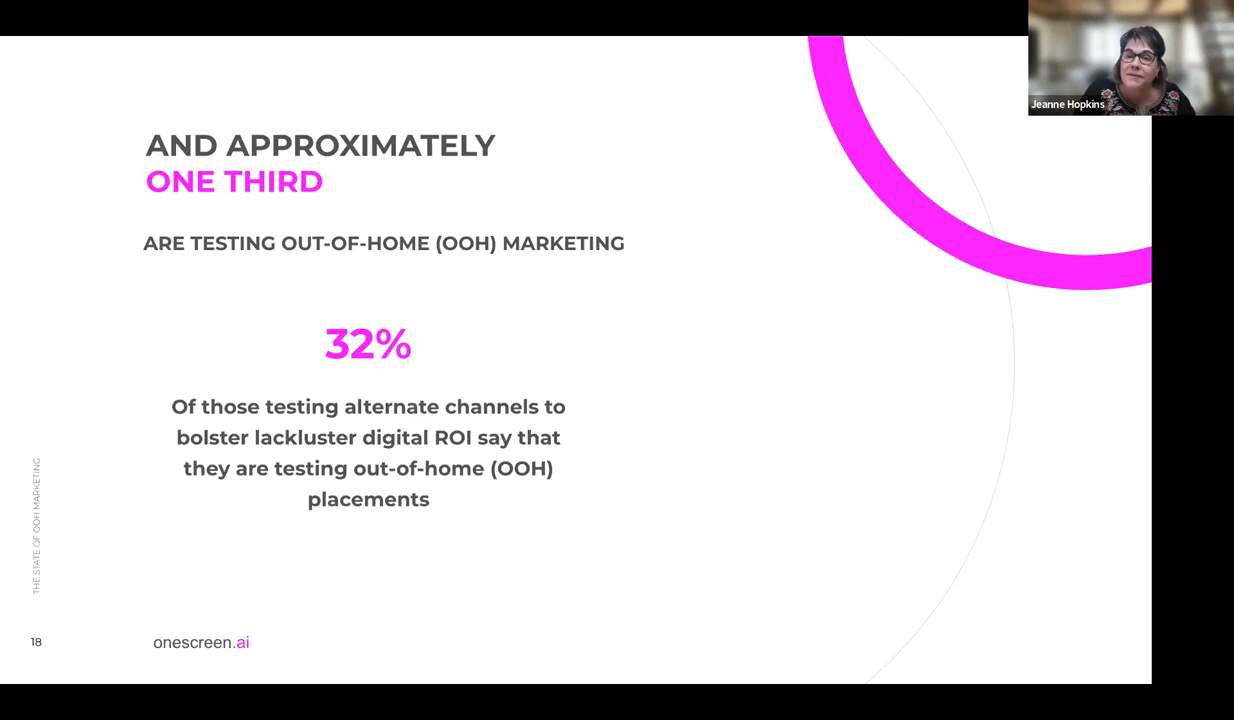 Jeanne Hopkins
AND APPROXIMATELY
ONE THIRD
ARE TESTING OUT-OF-HOME (OOH) MARKETING
32%
Of those testing alternate channels to
bolster lackluster digital ROI say that
they are testing out-of-home (OOH)
placements
THE STATE OF OOH MARKETING
18
onescreen.ai